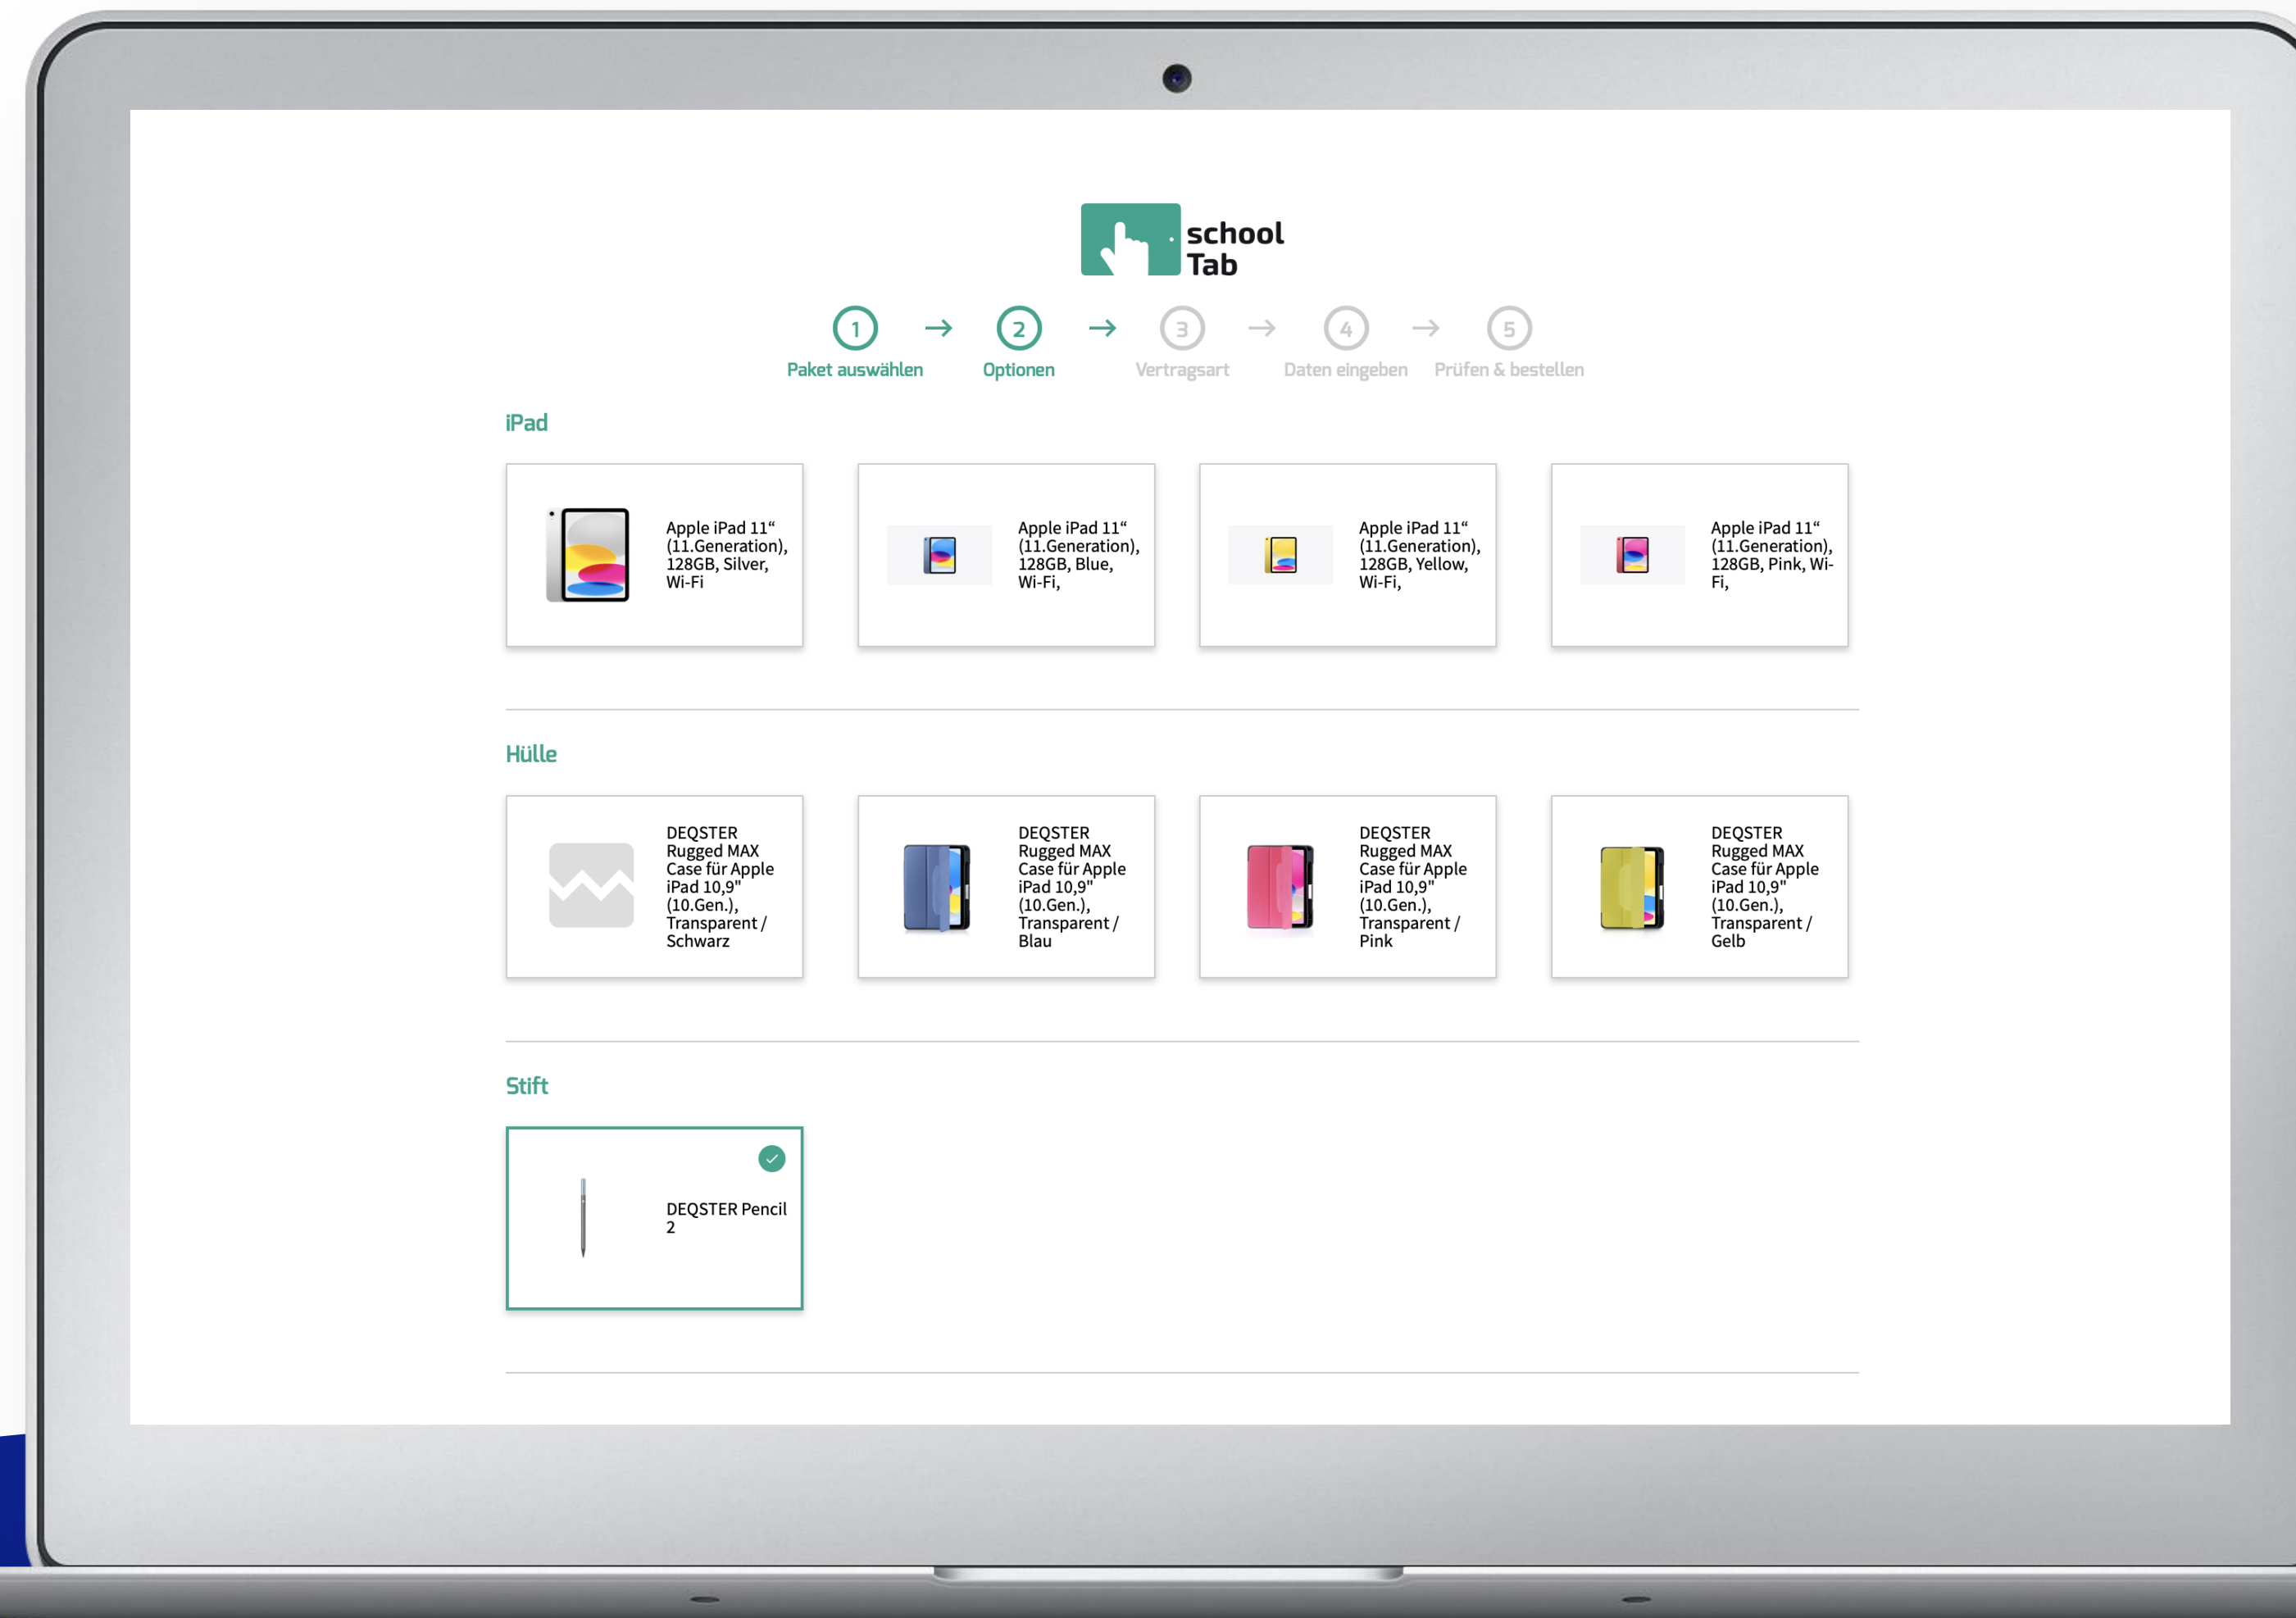 school
Tab
1
2
3
4
5
Paket auswählen
Optionen
Vertragsart
Daten eingeben
Prüfen & bestellen
iPad
Apple iPad 11“
(11.Generation),
128GB, Silver,
Wi-Fi
Apple iPad 11“
(11.Generation),
128GB, Blue,
Wi-Fi,
Apple iPad 11“
(11.Generation),
128GB, Yellow,
Wi-Fi,
Apple iPad 11“
(11.Generation),
128GB, Pink, Wi-
Fi,
Hülle
DEQSTER
Rugged MAX
Case für Apple
iPad 10,9"
(10.Gen.),
Transparent /
Schwarz
DEQSTER
Rugged MAX
Case für Apple
iPad 10,9"
(10.Gen.),
Transparent /
Blau
DEQSTER
Rugged MAX
Case für Apple
iPad 10,9"
(10.Gen.),
Transparent /
Pink
DEQSTER
Rugged MAX
Case für Apple
iPad 10,9"
(10.Gen.),
Transparent /
Gelb
Stift
DEQSTER Pencil
2